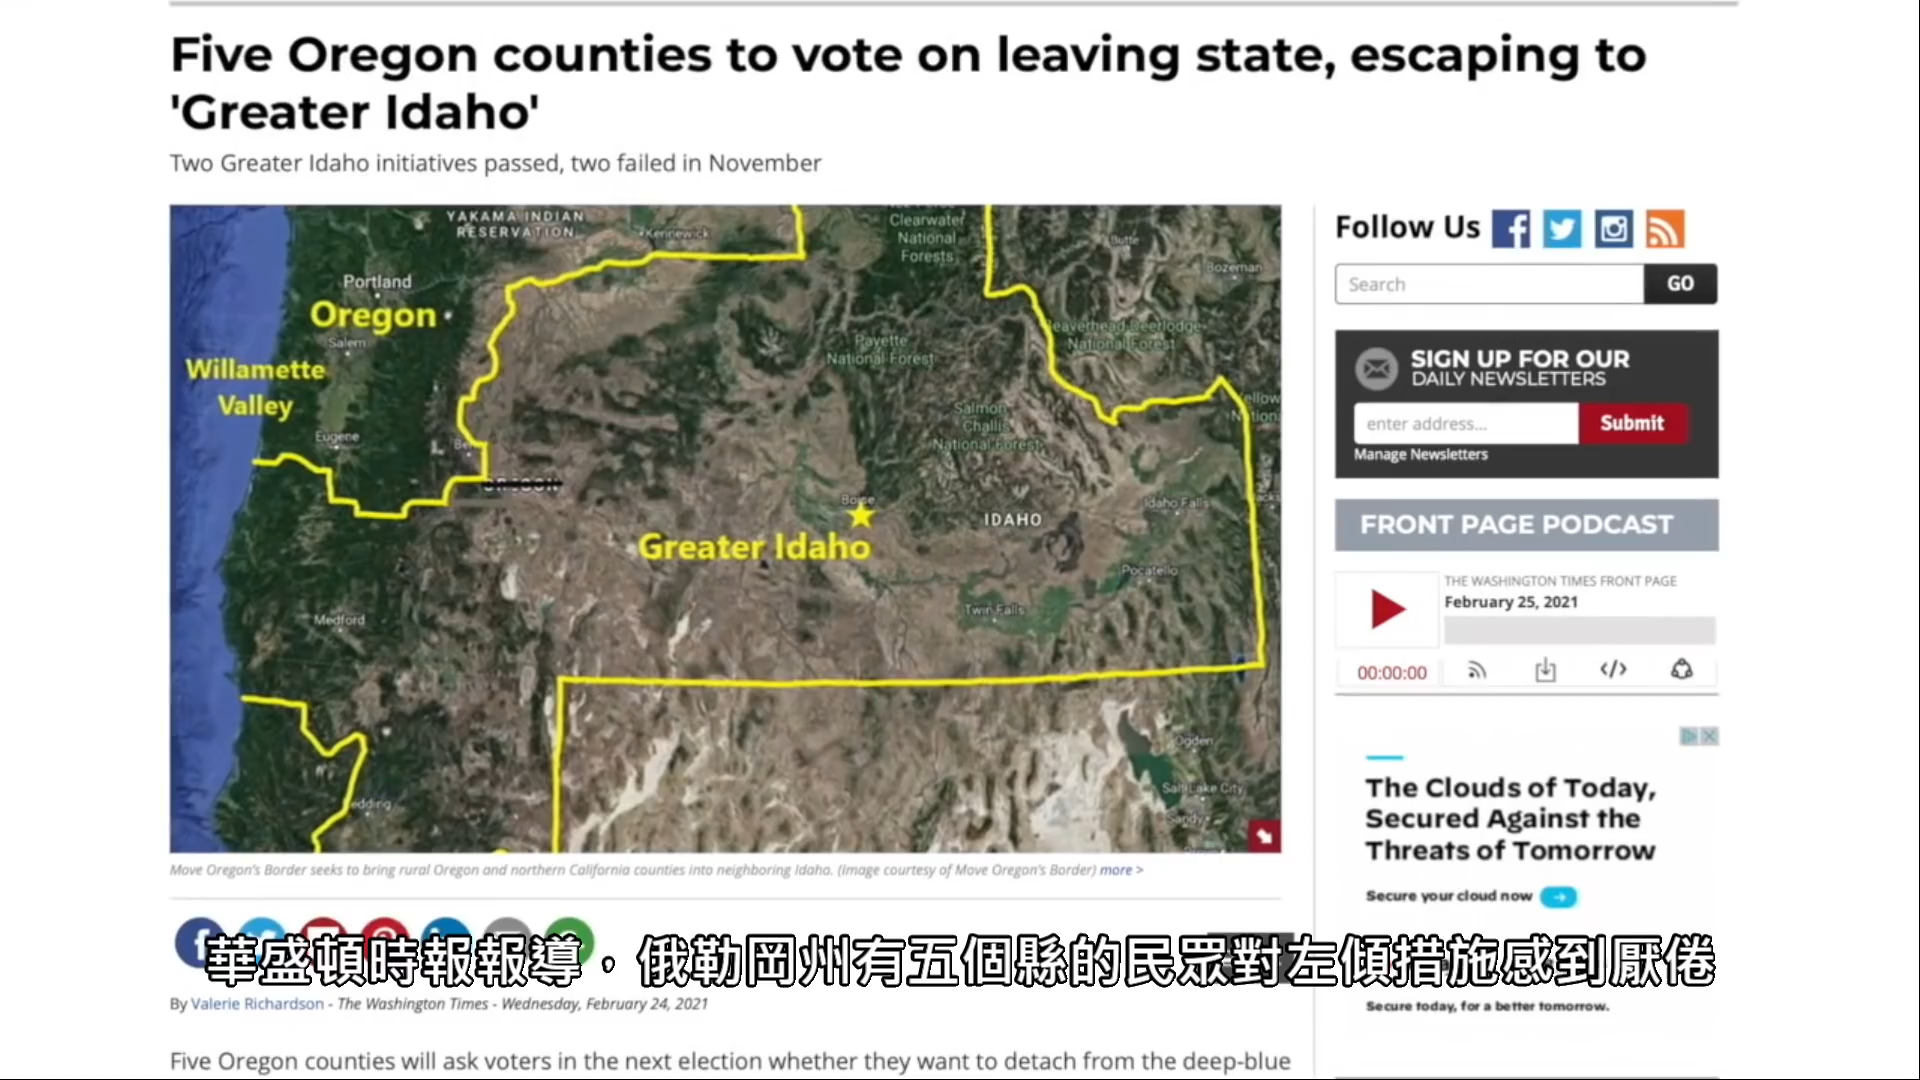 Five Oregon counties to vote on leaving state, escaping to
'Greater Idaho'
Two Greater Idaho initiatives passed, two failed in November
YAKAMA INDIAN
RESERVATION
Kennewick
Clearwater
National
Forests
Butte
Bozeman
Portland
Oregon
Salem
Willamette
Valley
Eugene
Payette
National Forest
National Forest
Salmon
Challis
National Forest
OREGON
Boise
IDAHO
Idaho Falls
Greater Idaho
Pocatello
Twin Falls
Medford
Ogden
Salt Lake City
Sandy
Move Oregon's Border seeks to bring rural Oregon and northern California counties into neighboring Idaho. (Image courtesy of Move Oregon's Border) more >
Follow Us
Search
GO
SIGN UP FOR OUR
DAILY NEWSLETTERS
enter address...
Submit
Manage Newsletters
FRONT PAGE PODCAST
THE WASHINGTON TIMES FRONT PAGE
February 25, 2021
00:00:00
The Clouds of Today,
Secured Against the
Threats of Tomorrow
Secure your cloud now
華盛頓時報報導，俄勒岡州有五個縣的民眾對左傾措施感到厭倦
Secure today, for a better tomorrow.
By Valerie Richardson - The Washington Times - Wednesday, February 24, 2021
Five Oregon counties will ask voters in the next election whether they want to detach from the deep-blue